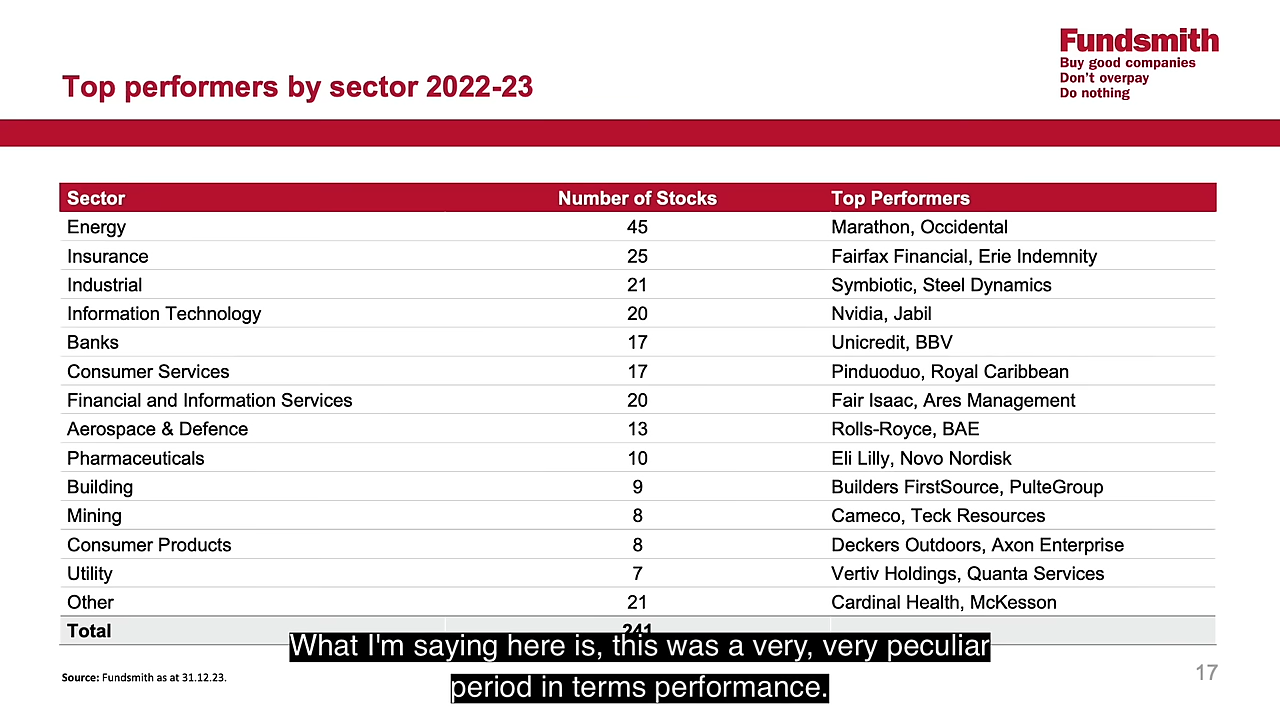 Fundsmith
Buy good companies
Don't overpay
Do nothing
Top performers by sector 2022-23
Sector Number of Stocks Top Performers
Energy 45 Marathon, Occidental
Insurance 25 Fairfax Financial, Erie Indemnity
Industrial 21 Symbiotic, Steel Dynamics
Information Technology 20 Nvidia, Jabil
Banks 17 Unicredit, BBV
Consumer Services 17 Pinduoduo, Royal Caribbean
Financial and Information Services 20 Fair Isaac, Ares Management
Aerospace & Defence 13 Rolls-Royce, BAE
Pharmaceuticals 10 Eli Lilly, Novo Nordisk
Building 9 Builders FirstSource, PulteGroup
Mining 8 Cameco, Teck Resources
Consumer Products 8 Deckers Outdoors, Axon Enterprise
Utility 7 Vertiv Holdings, Quanta Services
Other 21 Cardinal Health, McKesson
Total 241
What I'm saying here is, this was a very, very peculiar
period in terms performance.
Source: Fundsmith as at 31.12.23.
17